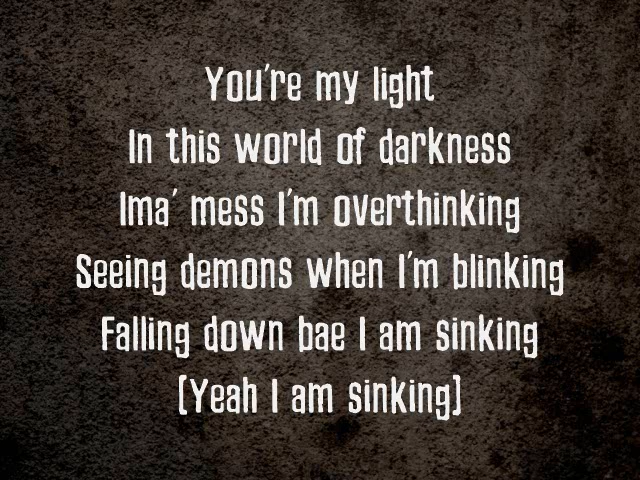 You're my light
In this world of darkness
Ima' mess I'm overthinking
Seeing demons when I'm blinking
Falling down bae I am sinking
(Yeah I am sinking)